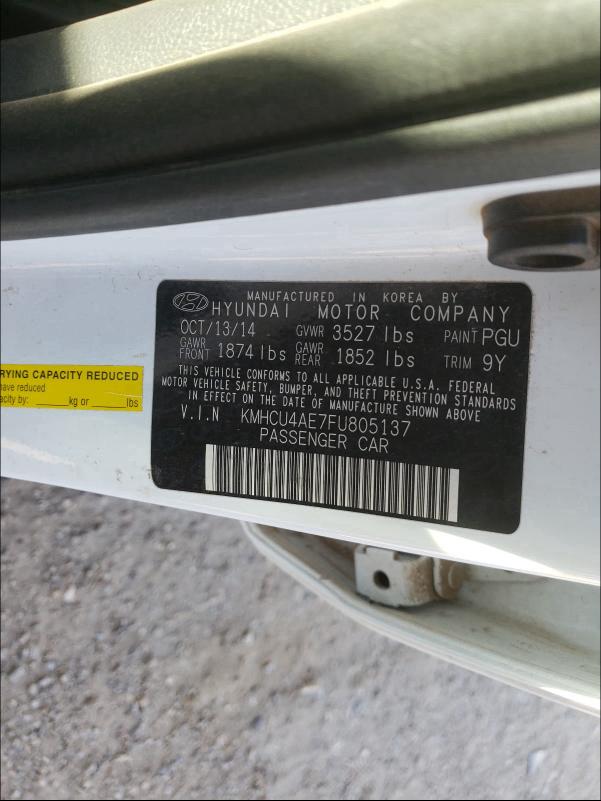 MANUFACTURED IN KOREA BY
HYUNDAI MOTOR COMPANY
OCT/13/14 GVWR 3527 lbs PAINT PGU
GAWR FRONT 1874 lbs GAWR REAR 1852 lbs TRIM 9Y
THIS VEHICLE CONFORMS TO ALL APPLICABLE U.S.A. FEDERAL
MOTOR VEHICLE SAFETY, BUMPER, AND THEFT PREVENTION STANDARDS
IN EFFECT ON THE DATE OF MANUFACTURE SHOWN ABOVE
V.I.N KMHCU4AE7FU805137
PASSENGER CAR
RYING CAPACITY REDUCED
have reduced
city by: kg or lbs